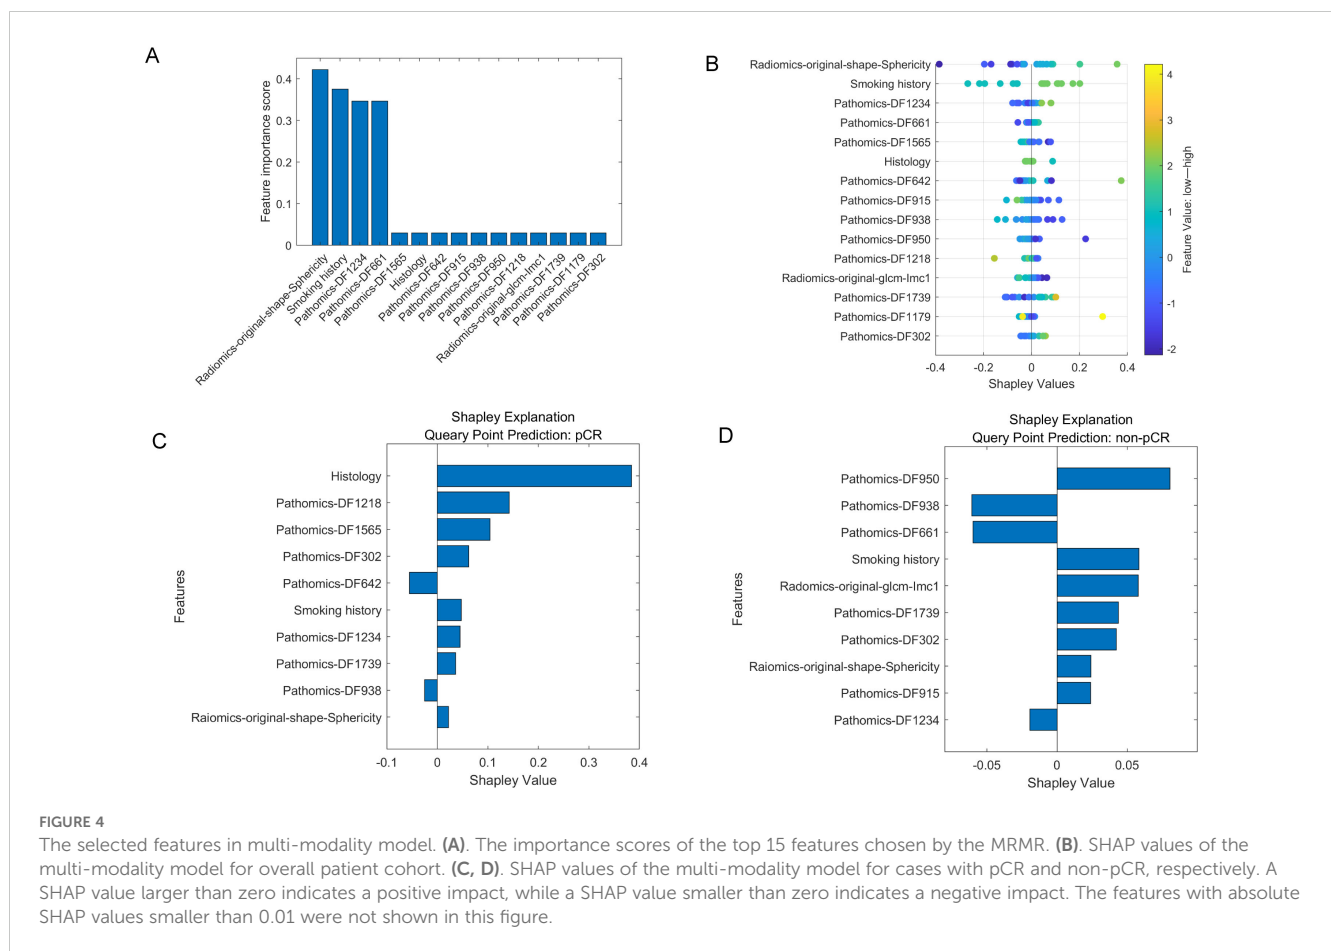 A
Feature importance score
0.4
0.3
0.2
0.1
0
Radiomics-original-shape-Sphericity
Smoking history
Pathomics-DF1234
Pathomics-DF661
Pathomics-DF1565
Histology
Pathomics-DF642
Pathomics-DF915
Pathomics-DF938
Pathomics-DF950
Pathomics-DF1218
Radiomics-original-glcm-Imc1
Pathomics-DF1739
Pathomics-DF1179
Pathomics-DF302
B
Radiomics-original-shape-Sphericity
Smoking history
Pathomics-DF1234
Pathomics-DF661
Pathomics-DF1565
Histology
Pathomics-DF642
Pathomics-DF915
Pathomics-DF938
Pathomics-DF950
Pathomics-DF1218
Radiomics-original-glcm-Imc1
Pathomics-DF1739
Pathomics-DF1179
Pathomics-DF302
-0.4 -0.2 0 0.2 0.4
Shapley Values
4
3
2
1
0
-1
-2
Feature Value: low—high
C
Shapley Explanation
Queary Point Prediction: pCR
Features
Histology
Pathomics-DF1218
Pathomics-DF1565
Pathomics-DF302
Pathomics-DF642
Smoking history
Pathomics-DF1234
Pathomics-DF1739
Pathomics-DF938
Raiomics-original-shape-Sphericity
-0.1 0 0.1 0.2 0.3 0.4
Shapley Value
D
Shapley Explanation
Query Point Prediction: non-pCR
Features
Pathomics-DF950
Pathomics-DF938
Pathomics-DF661
Smoking history
Radomics-original-glcm-Imc1
Pathomics-DF1739
Pathomics-DF302
Raiomics-original-shape-Sphericity
Pathomics-DF915
Pathomics-DF1234
-0.05 0 0.05
Shapley Value
FIGURE 4
The selected features in multi-modality model. (A). The importance scores of the top 15 features chosen by the MRMR. (B). SHAP values of the
multi-modality model for overall patient cohort. (C, D). SHAP values of the multi-modality model for cases with pCR and non-pCR, respectively. A
SHAP value larger than zero indicates a positive impact, while a SHAP value smaller than zero indicates a negative impact. The features with absolute
SHAP values smaller than 0.01 were not shown in this figure.